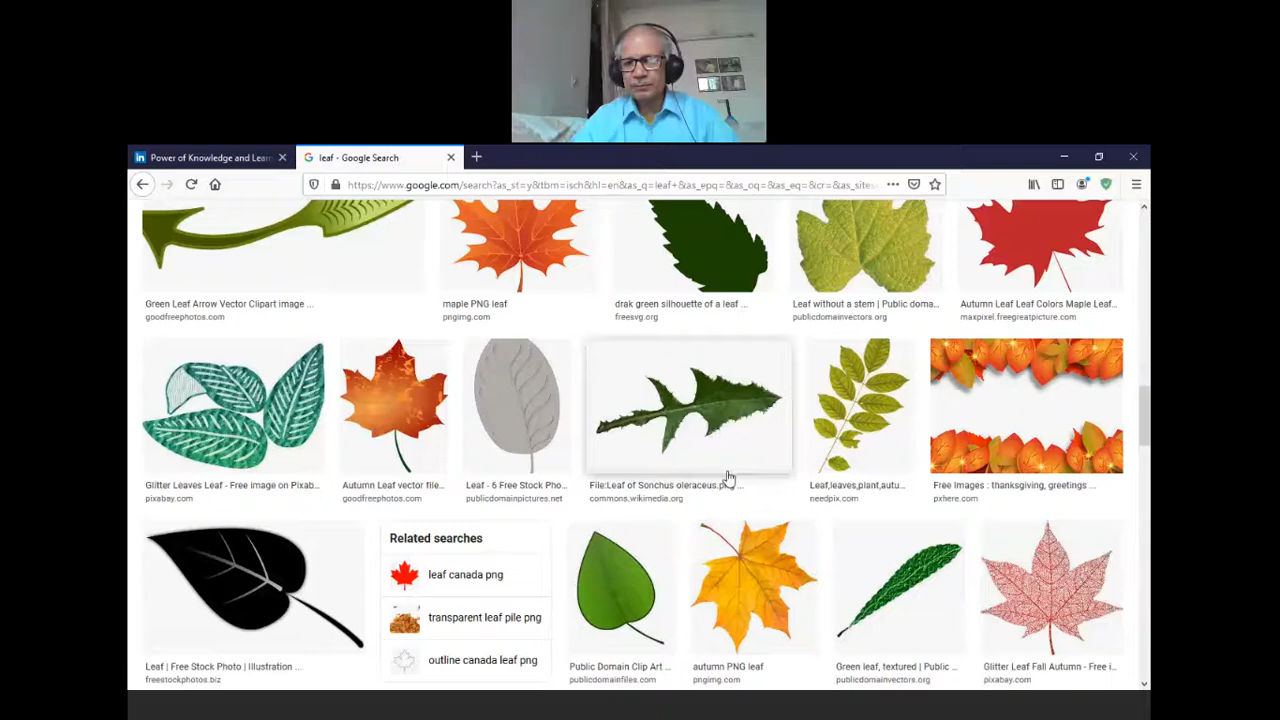 Power of Knowledge and Learn
leaf - Google Search
https://www.google.com/search?as_st=y&tbm=isch&hl=en&as_q=leaf+&as_epq=&as_oq=&as_eq=&cr=&as_sites
Green Leaf Arrow Vector Clipart image ...
goodfreephotos.com
maple PNG leaf
pngimg.com
drak green silhouette of a leaf ...
freesvg.org
Leaf without a stem | Public doma...
publicdomainvectors.org
Autumn Leaf Leaf Colors Maple Leaf...
maxpixel.freegreatpicture.com
Glitter Leaves Leaf - Free image on Pixab...
pixabay.com
Autumn Leaf vector file...
goodfreephotos.com
Leaf - 6 Free Stock Pho...
publicdomainpictures.net
File:Leaf of Sonchus oleraceus.png ...
commons.wikimedia.org
Leaf,leaves,plant,autu...
needpix.com
Free Images : thanksgiving, greetings ...
pxhere.com
Leaf | Free Stock Photo | Illustration ...
freestockphotos.biz
Related searches
leaf canada png
transparent leaf pile png
outline canada leaf png
Public Domain Clip Art ...
publicdomainfiles.com
autumn PNG leaf
pngimg.com
Green leaf, textured | Public ...
publicdomainvectors.org
Glitter Leaf Fall Autumn - Free i...
pixabay.com